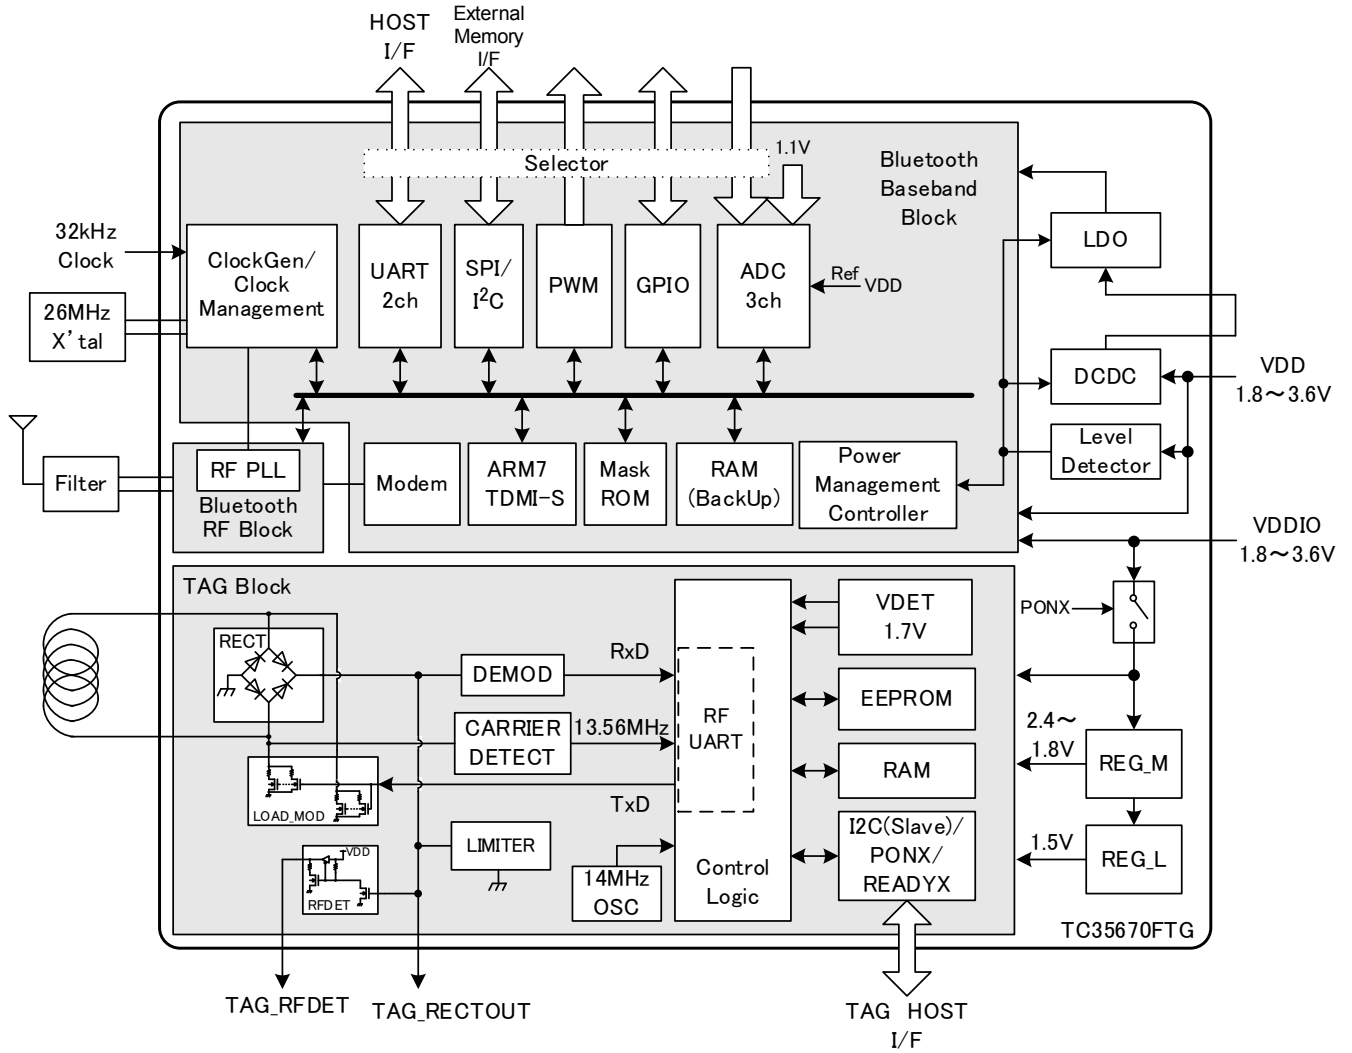 HOST
I/F
External
Memory
I/F
1.1V
Selector
Bluetooth
Baseband
Block
32kHz
Clock
ClockGen/
Clock
Management
UART
2ch
SPI/
I²C
PWM
GPIO
ADC
3ch
Ref
VDD
LDO
26MHz
X'tal
DCDC
VDD
1.8～3.6V
Level
Detector
Filter
RF PLL
Bluetooth
RF Block
Modem
ARM7
TDMI-S
Mask
ROM
RAM
(BackUp)
Power
Management
Controller
VDDIO
1.8～3.6V
TAG Block
RECT
DEMOD
RxD
CARRIER
DETECT
13.56MHz
RF
UART
VDET
1.7V
PONX
EEPROM
RAM
2.4～
1.8V
REG_M
LOAD_MOD
TxD
LIMITER
VDD
RFDET
14MHz
OSC
Control
Logic
I2C(Slave)/
PONX/
READYX
1.5V
REG_L
TC35670FTG
TAG_RFDET
TAG_RECTOUT
TAG HOST
I/F